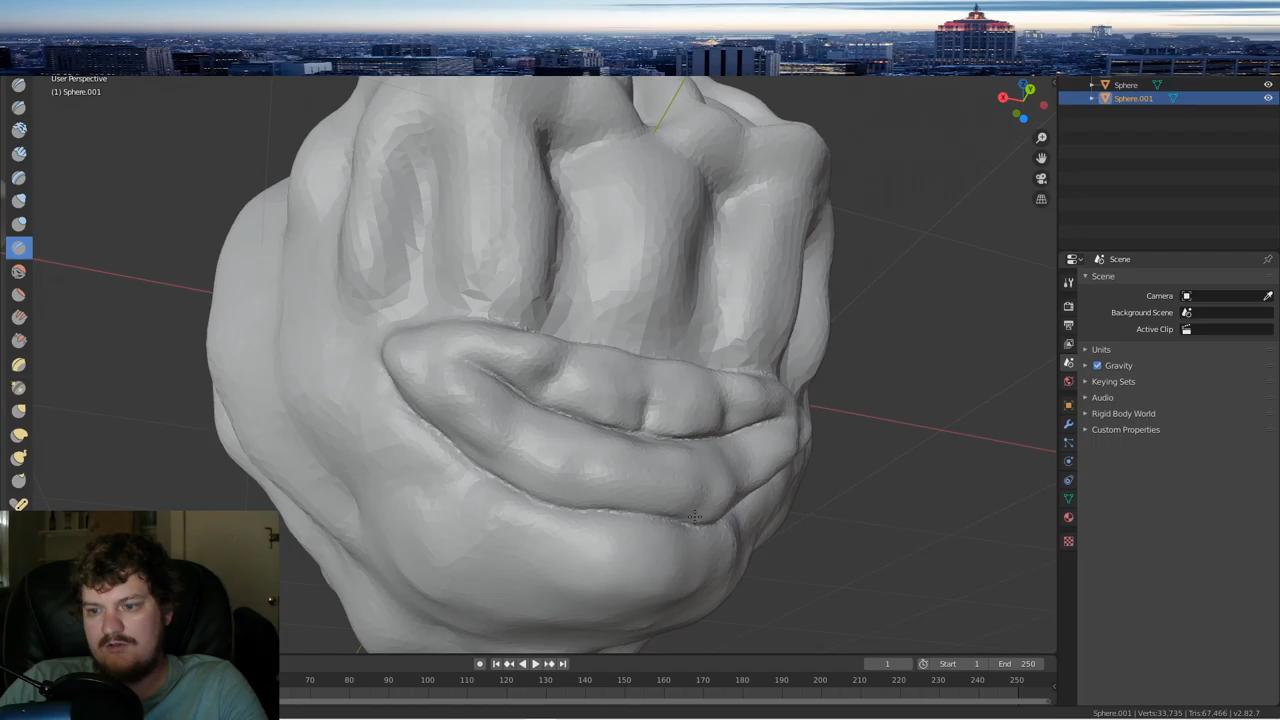 User Perspective
(1) Sphere.001
X
Y
Z
Sphere
Sphere.001
Scene
Scene
Camera
Background Scene
Active Clip
Units
Gravity
Keying Sets
Audio
Rigid Body World
Custom Properties
1
Start 1
End 250
70 80 90 100 110 120 130 140 150 160 170 180 190 200 210 220 230 240 250
Sphere.001 | Verts:33,735 | Tris:67,466 | v2.82.7